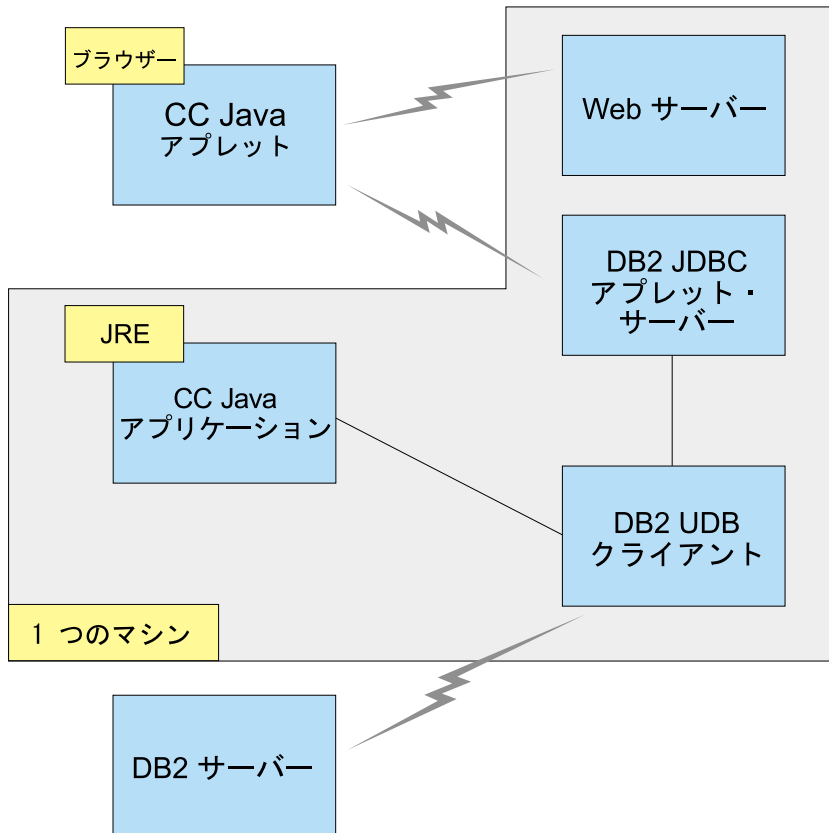 ブラウザー
CC Java
アプレット
Web サーバー
DB2 JDBC
アプレット・
サーバー
JRE
CC Java
アプリケーション
DB2 UDB
クライアント
1 つのマシン
DB2 サーバー